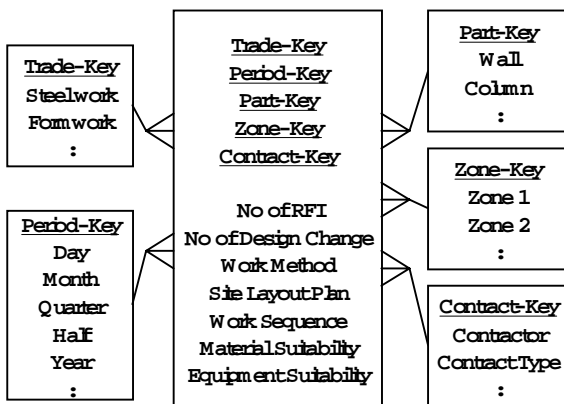 Trade-Key
Steelwork
Formwork
:
Period-Key
Day
Month
Quarter
Half
Year
:
Trade-Key
Period-Key
Part-Key
Zone-Key
Contract-Key
No of RFI
No of Design Change
Work Method
Site Layout Plan
Work Sequence
Material Suitability
Equipment Suitability
Part-Key
Wall
Column
:
Zone-Key
Zone 1
Zone 2
:
Contract-Key
Contractor
Contract Type
: